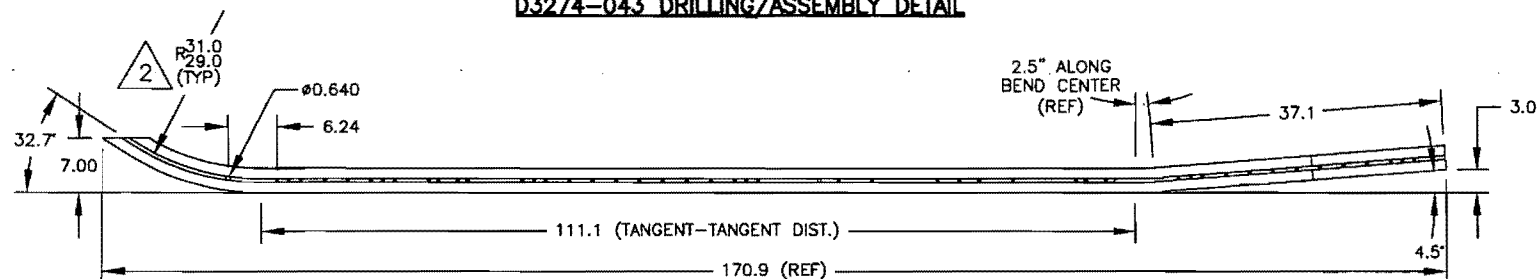 D3274-043 DRILLING/ASSEMBLY DETAIL
2
R31.0
29.0
(TYP)
ø0.640
6.24
32.7°
7.00
2.5" ALONG
BEND CENTER
(REF)
37.1
3.0
111.1 (TANGENT-TANGENT DIST.)
4.5°
170.9 (REF)